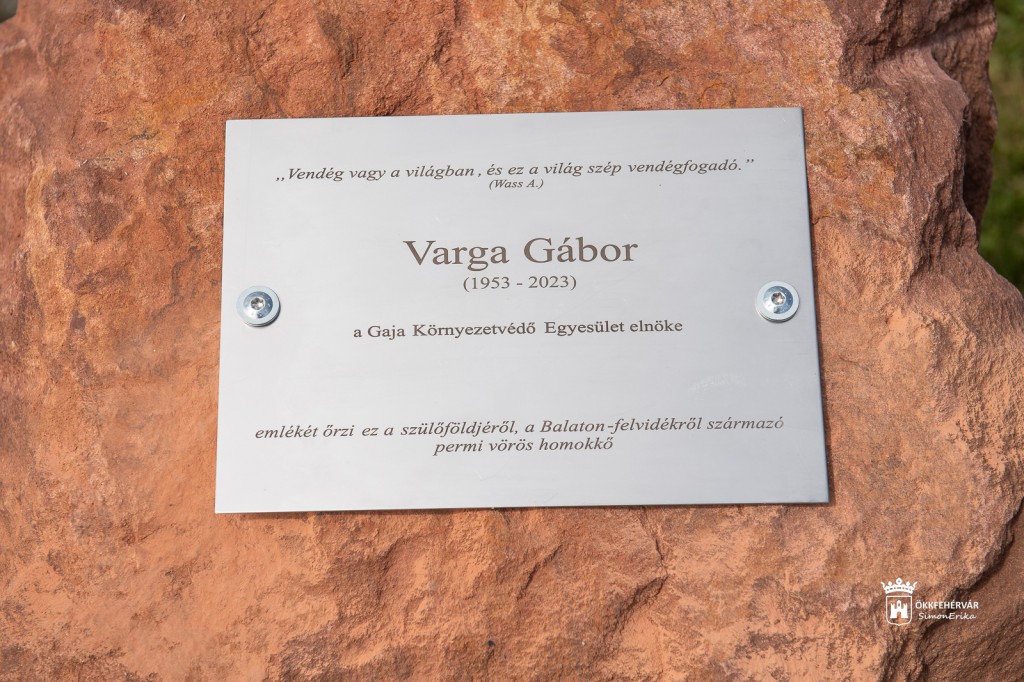 „Vendég vagy a világban, és ez a világ szép vendégfogadó.”
(Wass A.)
Varga Gábor
(1953 - 2023)
a Gaja Környezetvédő Egyesület elnöke
emlékét őrzi ez a szülőföldjéről, a Balaton-felvidékről származó
permi vörös homokkő
ÖKKFEHÉRVÁR
SimonErika